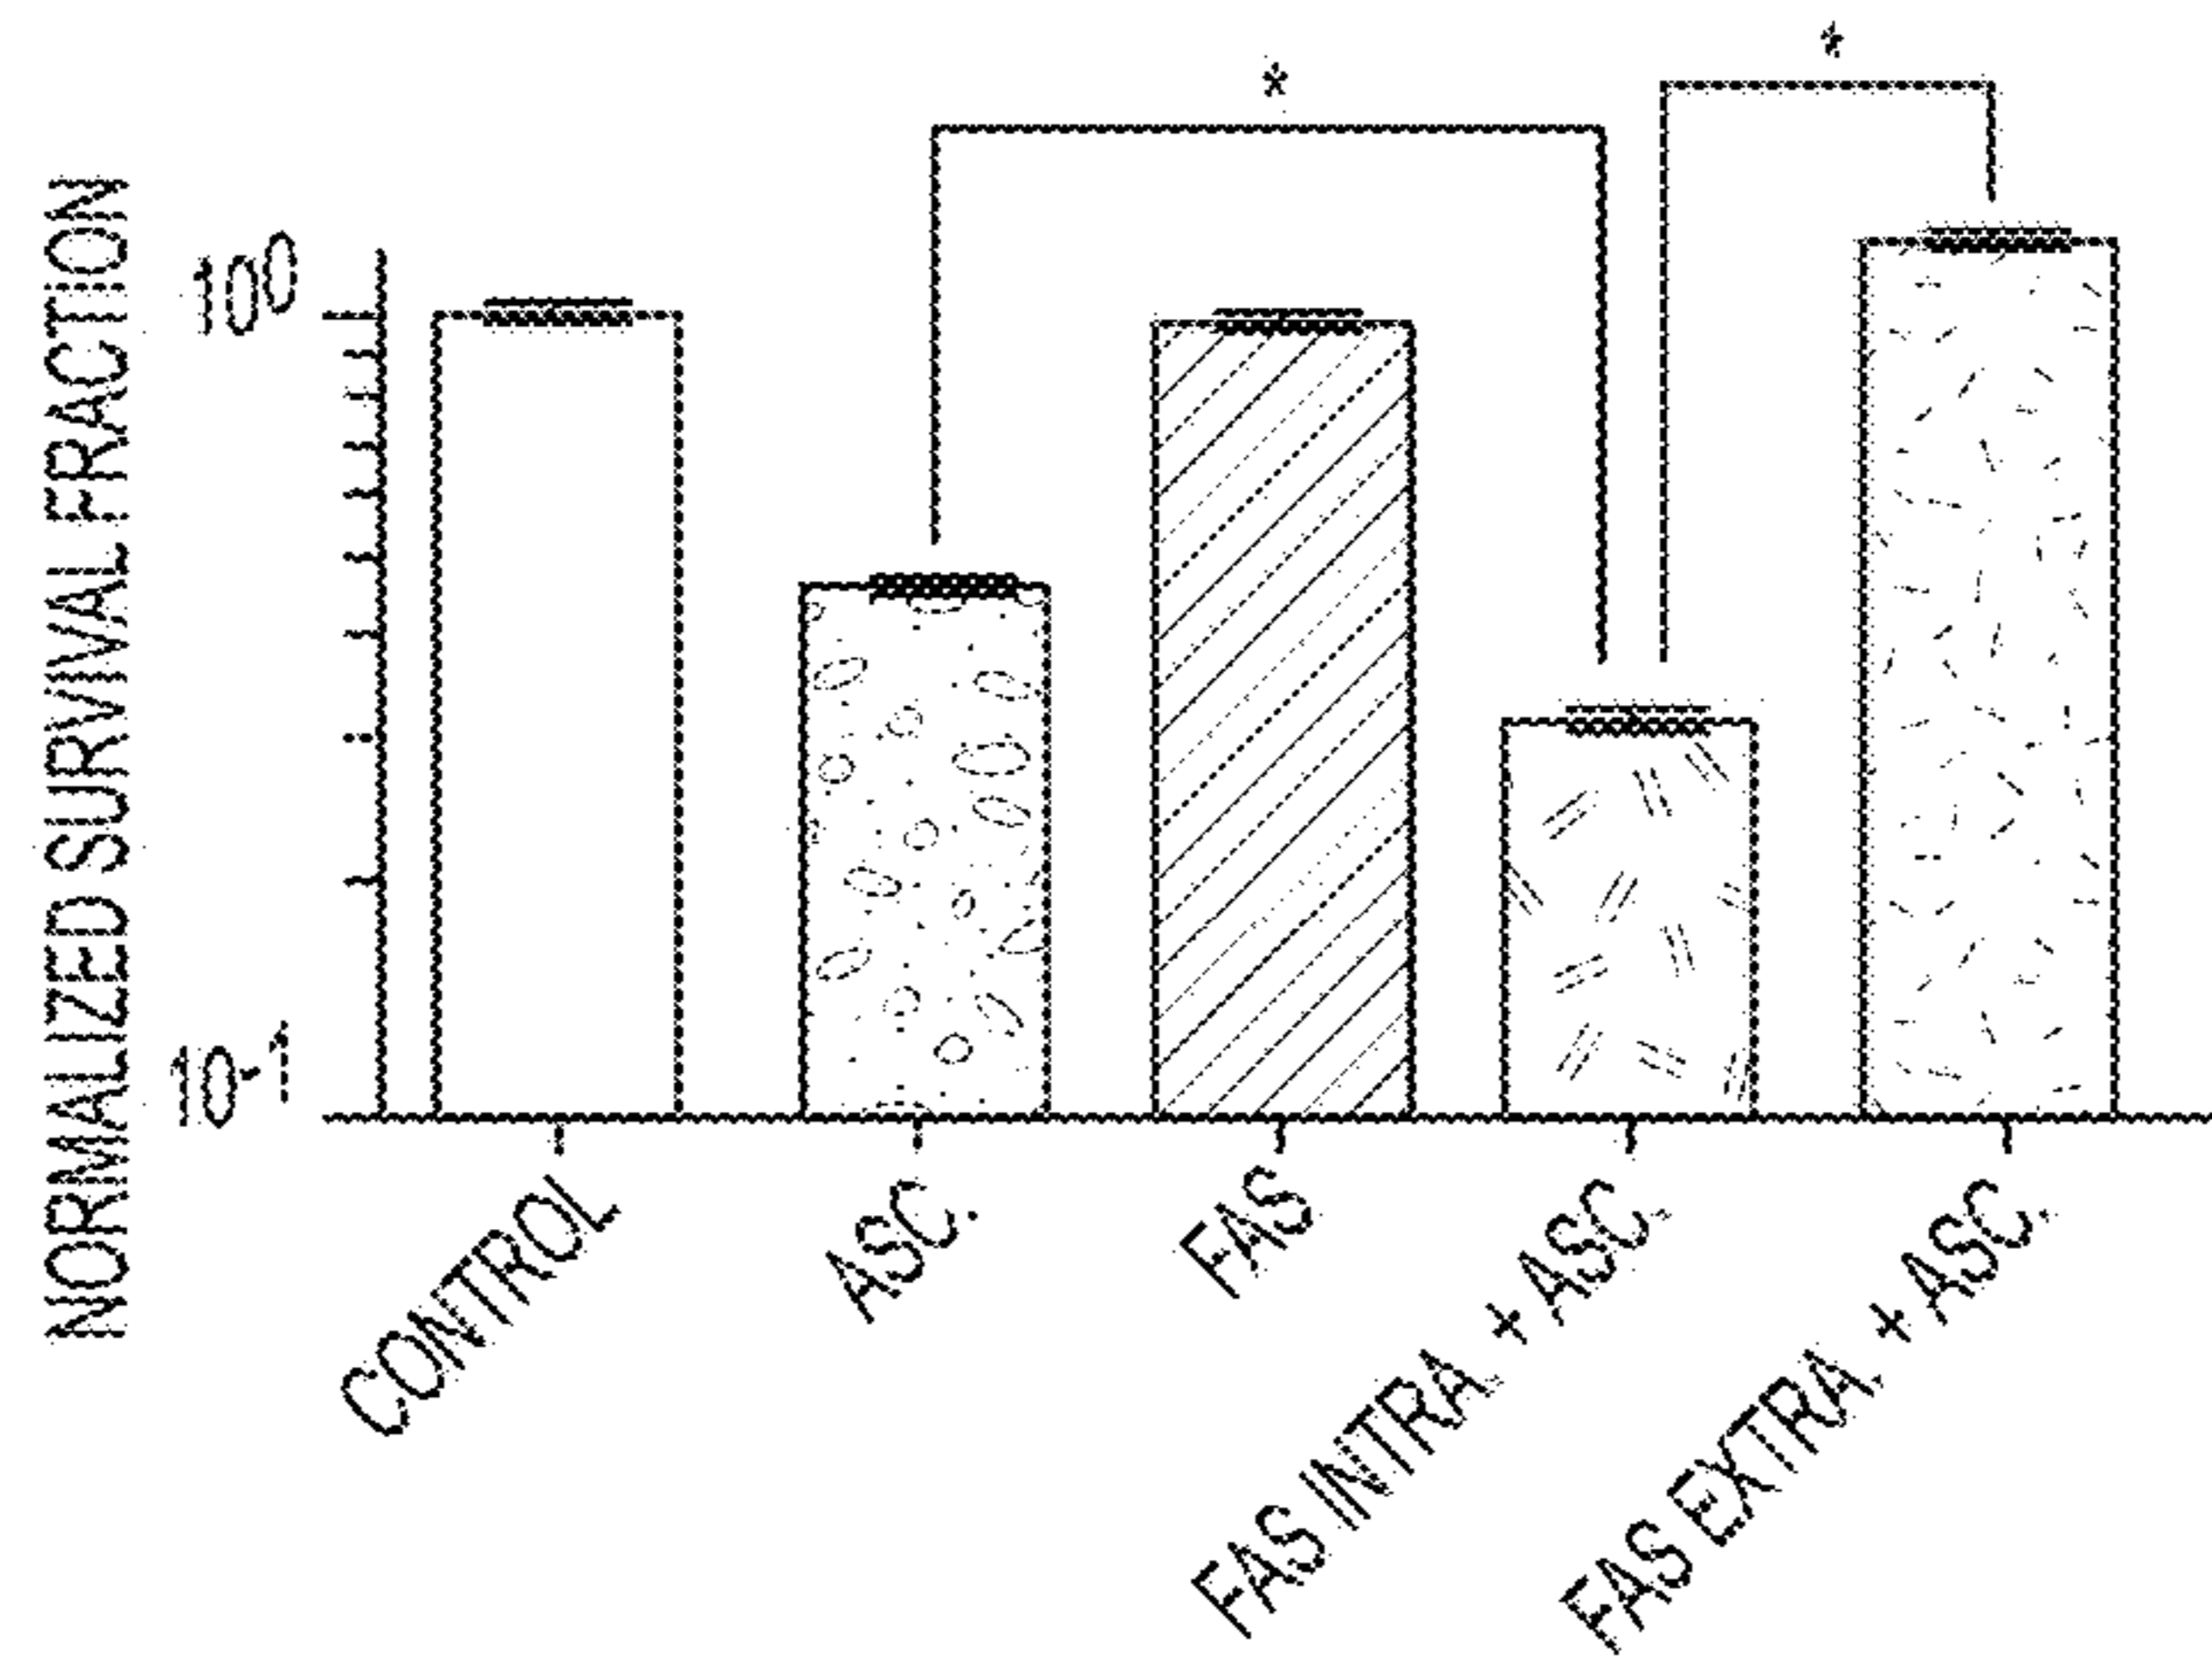 NORMALIZED SURVIVAL FRACTION
10⁰
10⁻¹
*
*
CONTROL
ASC.
FAS
FAS INTRA. + ASC.
FAS EXTRA. + ASC.